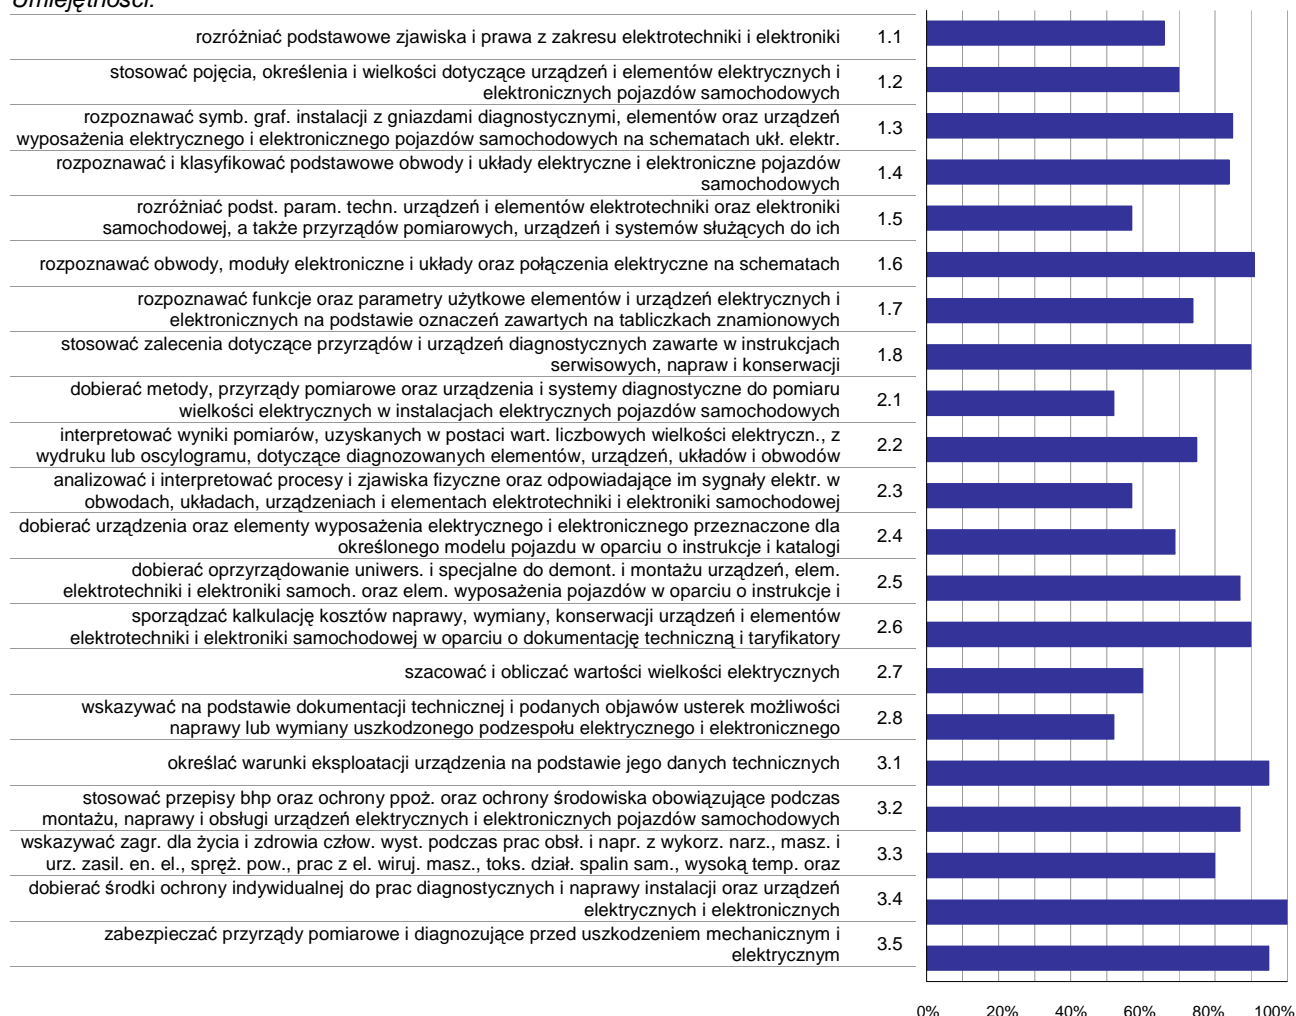 Umiejętności:
rozróżniać podstawowe zjawiska i prawa z zakresu elektrotechniki i elektroniki 1.1
stosować pojęcia, określenia i wielkości dotyczące urządzeń i elementów elektrycznych i
elektronicznych pojazdów samochodowych 1.2
rozpoznawać symb. graf. instalacji z gniazdami diagnostycznymi, elementów oraz urządzeń
wyposażenia elektrycznego i elektronicznego pojazdów samochodowych na schematach ukł. elektr. 1.3
rozpoznawać i klasyfikować podstawowe obwody i układy elektryczne i elektroniczne pojazdów
samochodowych 1.4
rozróżniać podst. param. techn. urządzeń i elementów elektrotechniki oraz elektroniki
samochodowej, a także przyrządów pomiarowych, urządzeń i systemów służących do ich 1.5
rozpoznawać obwody, moduły elektroniczne i układy oraz połączenia elektryczne na schematach 1.6
rozpoznawać funkcje oraz parametry użytkowe elementów i urządzeń elektrycznych i
elektronicznych na podstawie oznaczeń zawartych na tabliczkach znamionowych 1.7
stosować zalecenia dotyczące przyrządów i urządzeń diagnostycznych zawarte w instrukcjach
serwisowych, napraw i konserwacji 1.8
dobierać metody, przyrządy pomiarowe oraz urządzenia i systemy diagnostyczne do pomiaru
wielkości elektrycznych w instalacjach elektrycznych pojazdów samochodowych 2.1
interpretować wyniki pomiarów, uzyskanych w postaci wart. liczbowych wielkości elektryczn., z
wydruku lub oscylogramu, dotyczące diagnozowanych elementów, urządzeń, układów i obwodów 2.2
analizować i interpretować procesy i zjawiska fizyczne oraz odpowiadające im sygnały elektr. w
obwodach, układach, urządzeniach i elementach elektrotechniki i elektroniki samochodowej 2.3
dobierać urządzenia oraz elementy wyposażenia elektrycznego i elektronicznego przeznaczone dla
określonego modelu pojazdu w oparciu o instrukcje i katalogi 2.4
dobierać oprzyrządowanie uniwers. i specjalne do demont. i montażu urządzeń, elem.
elektrotechniki i elektroniki samoch. oraz elem. wyposażenia pojazdów w oparciu o instrukcje i 2.5
sporządzać kalkulację kosztów naprawy, wymiany, konserwacji urządzeń i elementów
elektrotechniki i elektroniki samochodowej w oparciu o dokumentację techniczną i taryfikatory 2.6
szacować i obliczać wartości wielkości elektrycznych 2.7
wskazywać na podstawie dokumentacji technicznej i podanych objawów usterek możliwości
naprawy lub wymiany uszkodzonego podzespołu elektrycznego i elektronicznego 2.8
określać warunki eksploatacji urządzenia na podstawie jego danych technicznych 3.1
stosować przepisy bhp oraz ochrony ppoż. oraz ochrony środowiska obowiązujące podczas
montażu, naprawy i obsługi urządzeń elektrycznych i elektronicznych pojazdów samochodowych 3.2
wskazywać zagr. dla życia i zdrowia człow. wyst. podczas prac obsł. i napr. z wykorz. narz., masz. i
urz. zasil. en. el., spręż. pow., prac z el. wiruj. masz., toks. dział. spalin sam., wysoką temp. oraz 3.3
dobierać środki ochrony indywidualnej do prac diagnostycznych i naprawy instalacji oraz urządzeń
elektrycznych i elektronicznych 3.4
zabezpieczać przyrządy pomiarowe i diagnozujące przed uszkodzeniem mechanicznym i
elektrycznym 3.5
0% 20% 40% 60% 80% 100%